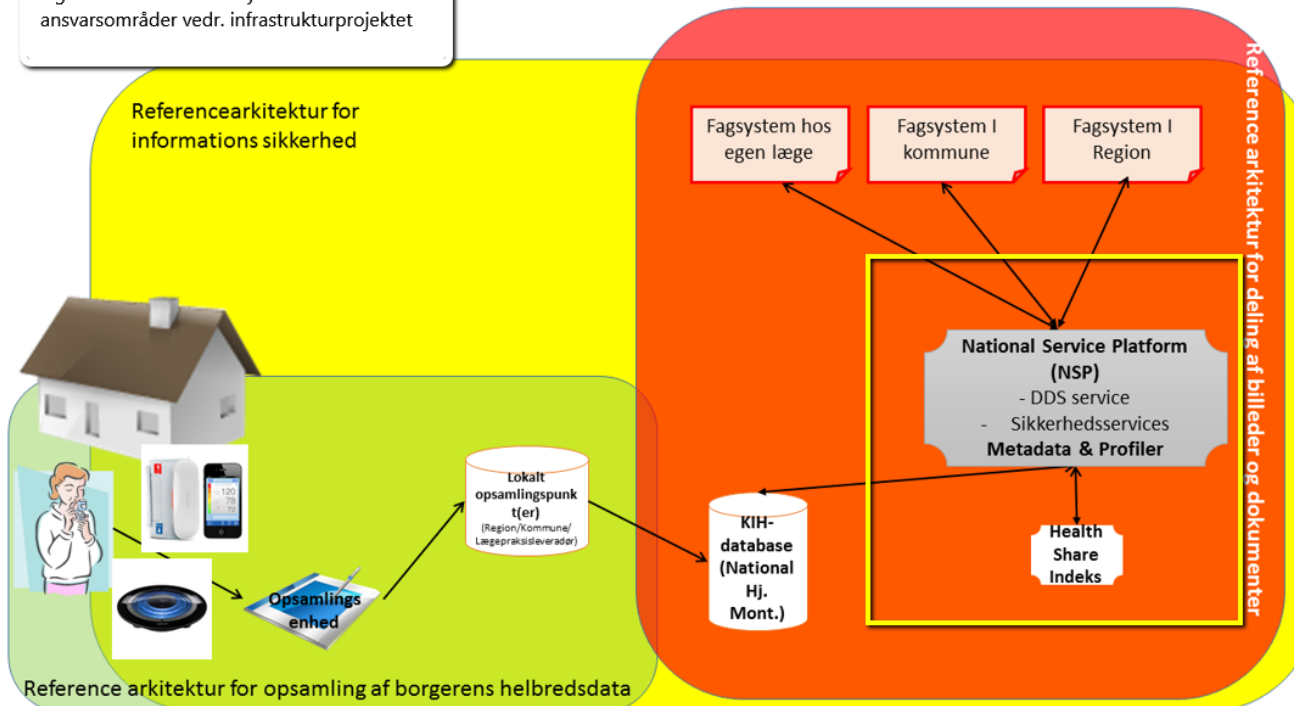 ansvarsområder vedr. infrastrukturprojektet
Referencearkitektur for
informations sikkerhed
Fagsystem hos
egen læge
Fagsystem I
kommune
Fagsystem I
Region
Reference arkitektur for deling af billeder og dokumenter
National Service Platform
(NSP)
- DDS service
- Sikkerhedsservices
Metadata & Profiler
Lokalt
opsamlingspunk
t(er)
(Region/Kommune/
Lægepraksisleveradør)
KIH-
database
(National
Hj.
Mont.)
Health
Share
Indeks
120
78
72
Opsamlings
enhed
Reference arkitektur for opsamling af borgerens helbredsdata